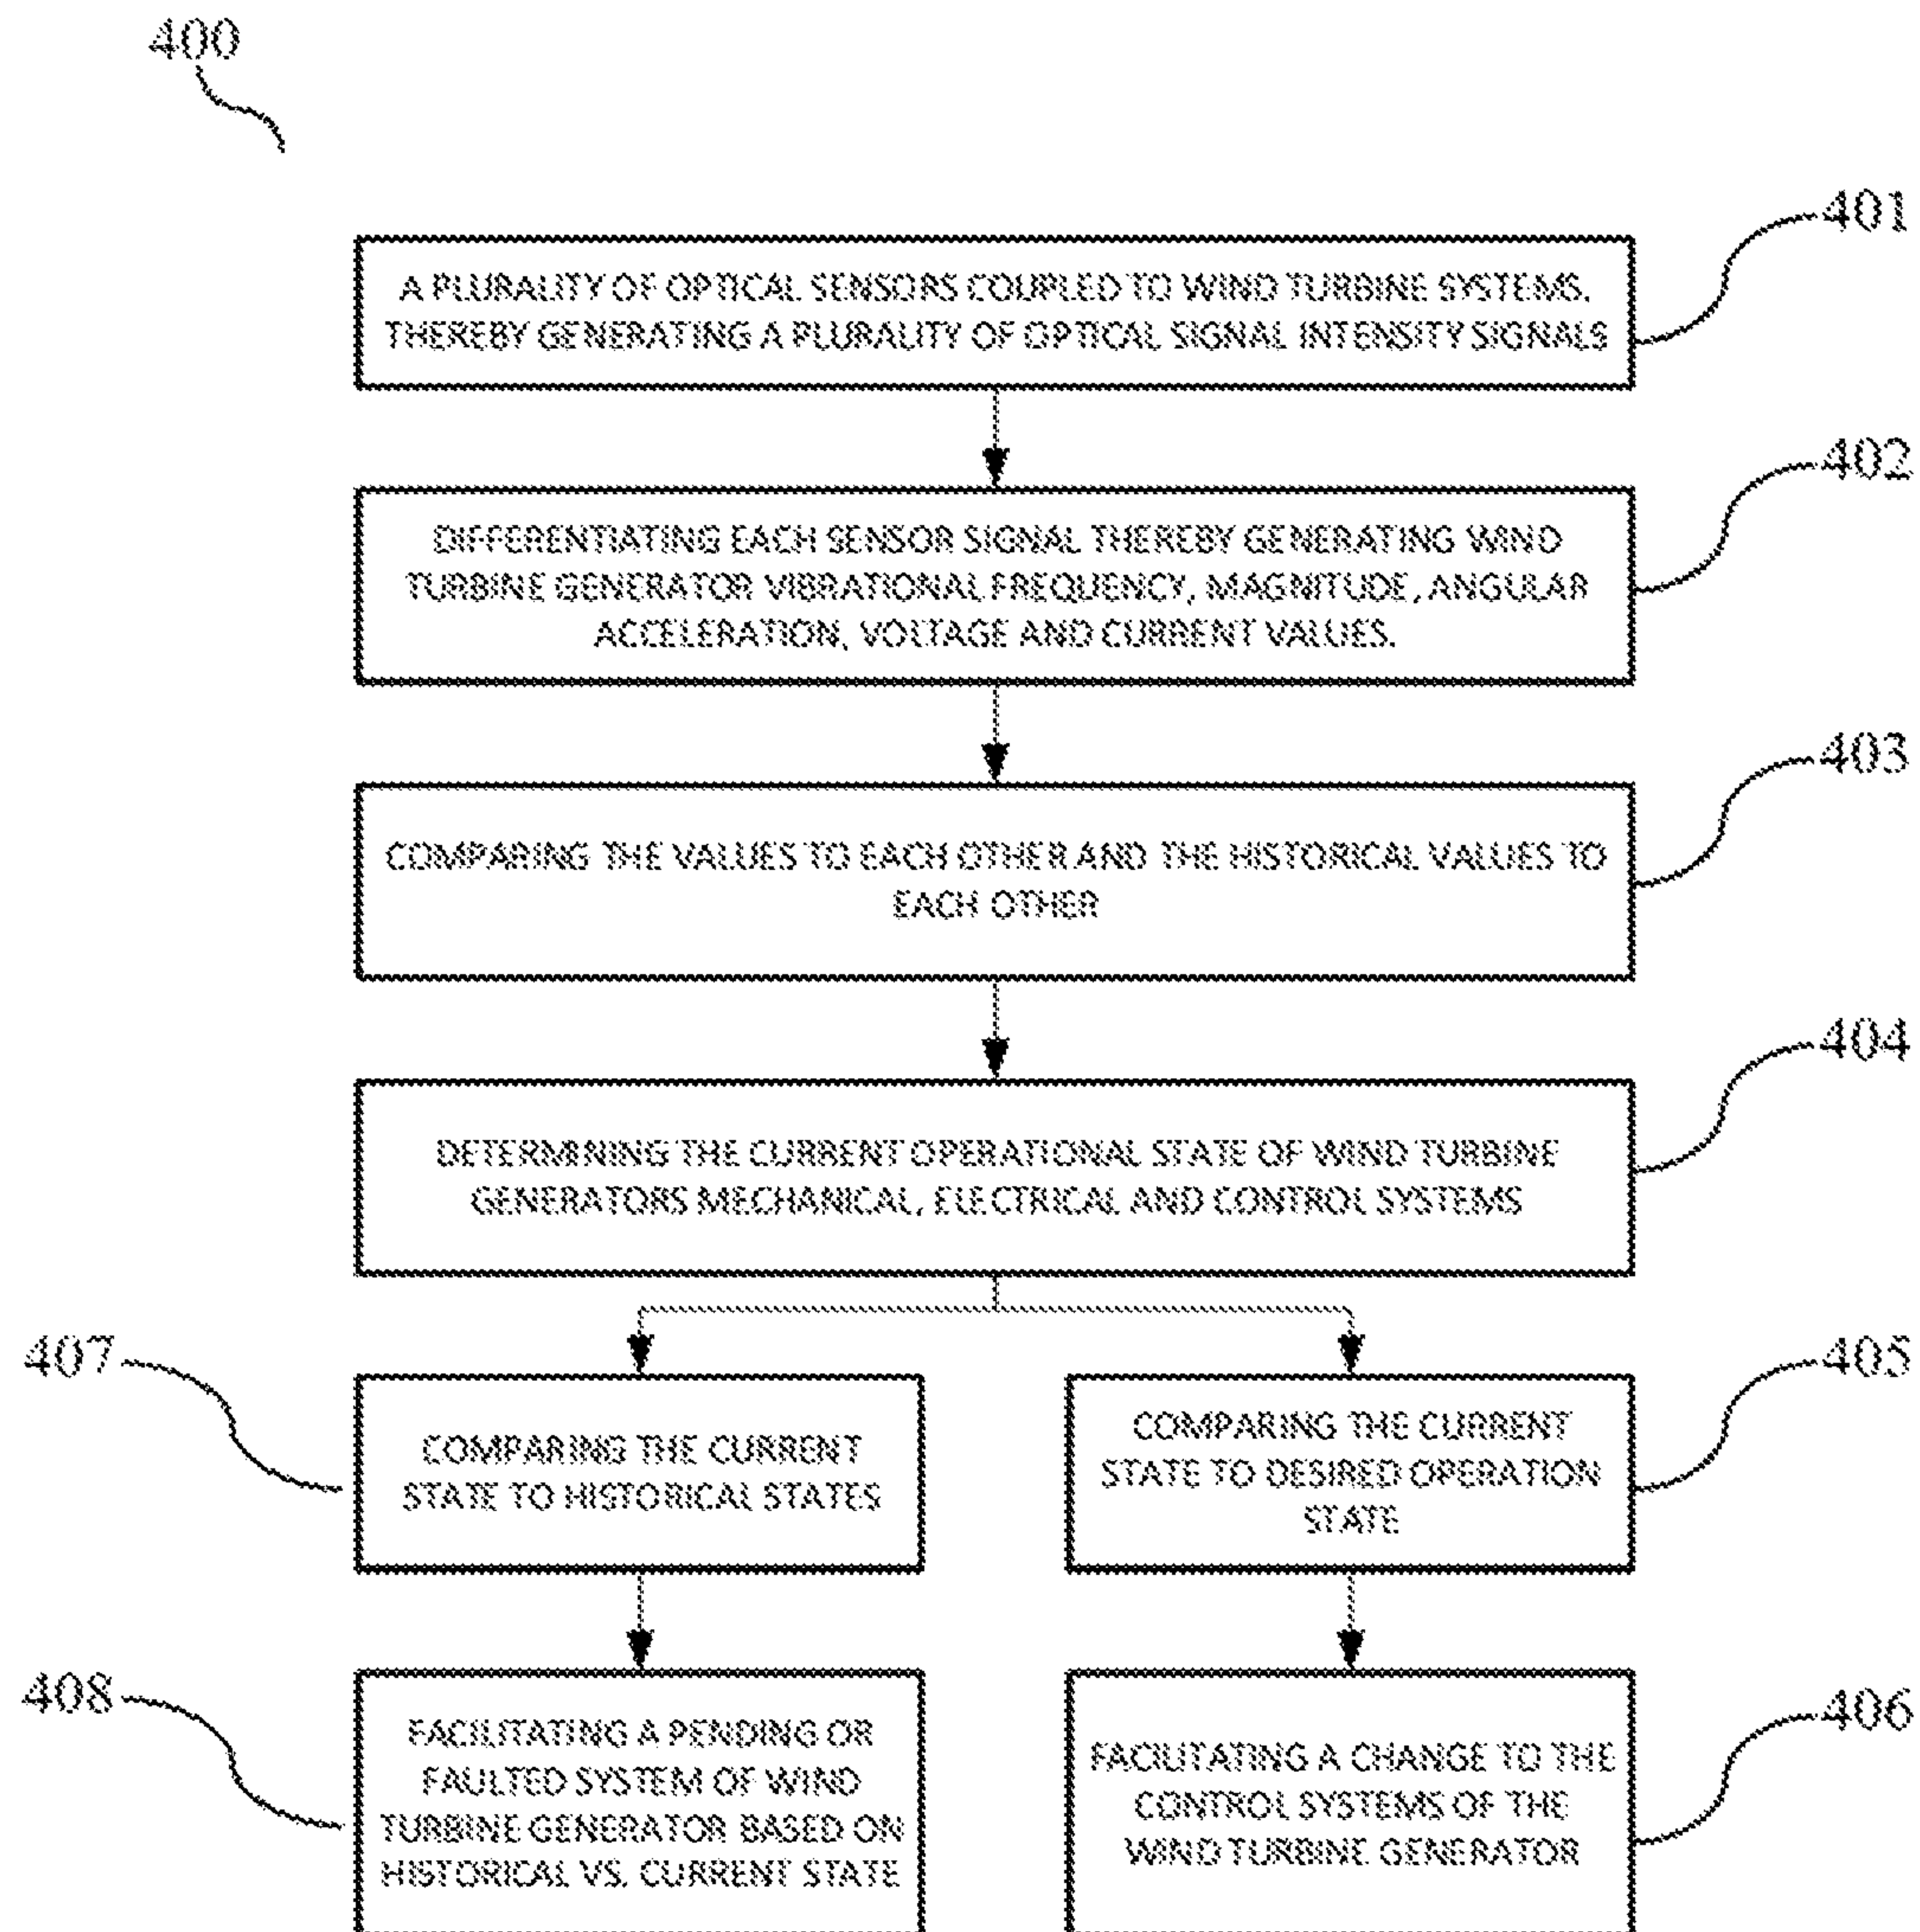 400
401
A PLURALITY OF OPTICAL SENSORS COUPLED TO WIND TURBINE SYSTEMS,
THEREBY GENERATING A PLURALITY OF OPTICAL SIGNAL INTENSITY SIGNALS
402
DIFFERENTIATING EACH SENSOR SIGNAL THEREBY GENERATING WIND
TURBINE GENERATOR VIBRATIONAL FREQUENCY, MAGNITUDE, ANGULAR
ACCELERATION, VOLTAGE AND CURRENT VALUES.
403
COMPARING THE VALUES TO EACH OTHER AND THE HISTORICAL VALUES TO
EACH OTHER
404
DETERMINING THE CURRENT OPERATIONAL STATE OF WIND TURBINE
GENERATORS MECHANICAL, ELECTRICAL AND CONTROL SYSTEMS
407
COMPARING THE CURRENT
STATE TO HISTORICAL STATES
405
COMPARING THE CURRENT
STATE TO DESIRED OPERATION
STATE
408
FACILITATING A PENDING OR
FAULTED SYSTEM OF WIND
TURBINE GENERATOR BASED ON
HISTORICAL VS. CURRENT STATE
406
FACILITATING A CHANGE TO THE
CONTROL SYSTEMS OF THE
WIND TURBINE GENERATOR